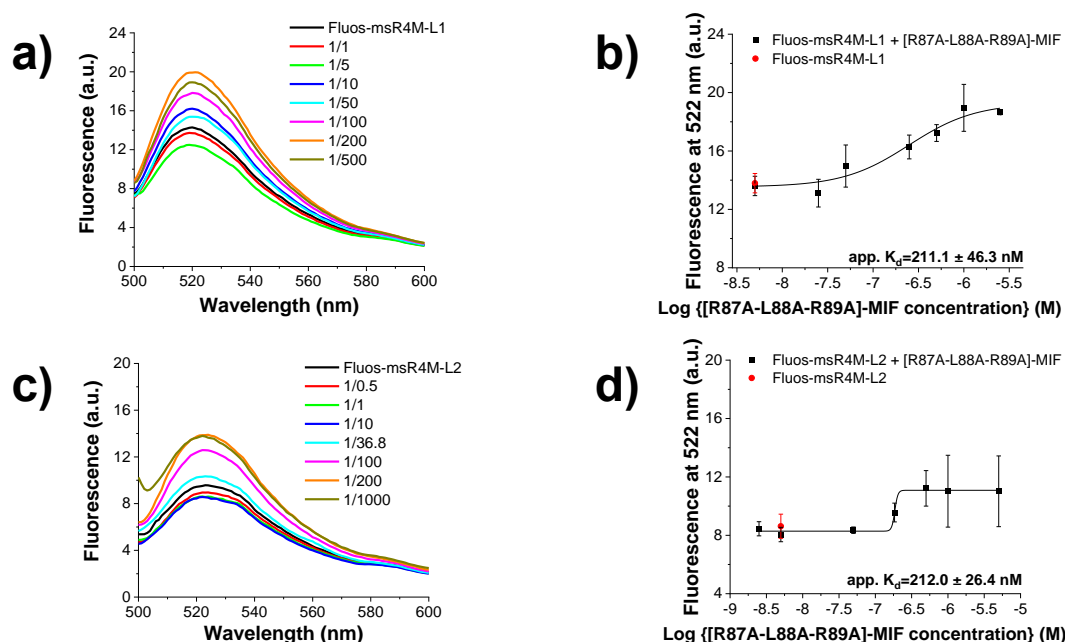 a)
Fluorescence (a.u.)
24
20
16
12
8
4
0
500 520 540 560 580 600
Wavelength (nm)
Fluos-msR4M-L1
1/1
1/5
1/10
1/50
1/100
1/200
1/500
b)
Fluorescence at 522 nm (a.u.)
24
20
16
12
8
-8.5 -8 -7.5 -7 -6.5 -6 -5.5
Log {[R87A-L88A-R89A]-MIF concentration} (M)
Fluos-msR4M-L1 + [R87A-L88A-R89A]-MIF
Fluos-msR4M-L1
app. Kd=211.1 ± 46.3 nM
c)
Fluorescence (a.u.)
20
16
12
8
4
0
500 520 540 560 580 600
Wavelength (nm)
Fluos-msR4M-L2
1/0.5
1/1
1/10
1/36.8
1/100
1/200
1/1000
d)
Fluorescence at 522 nm (a.u.)
20
16
12
8
4
-9 -8.5 -8 -7.5 -7 -6.5 -6 -5.5 -5
Log {[R87A-L88A-R89A]-MIF concentration} (M)
Fluos-msR4M-L2 + [R87A-L88A-R89A]-MIF
Fluos-msR4M-L2
app. Kd=212.0 ± 26.4 nM